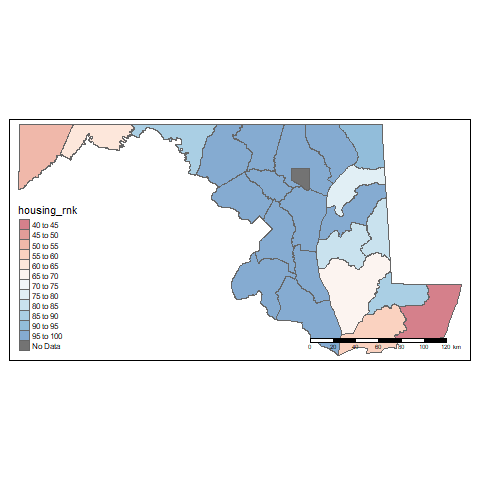 housing_rnk
40 to 45
45 to 50
50 to 55
55 to 60
60 to 65
65 to 70
70 to 75
75 to 80
80 to 85
85 to 90
90 to 95
95 to 100
No Data
0 20 40 60 80 100 120 km